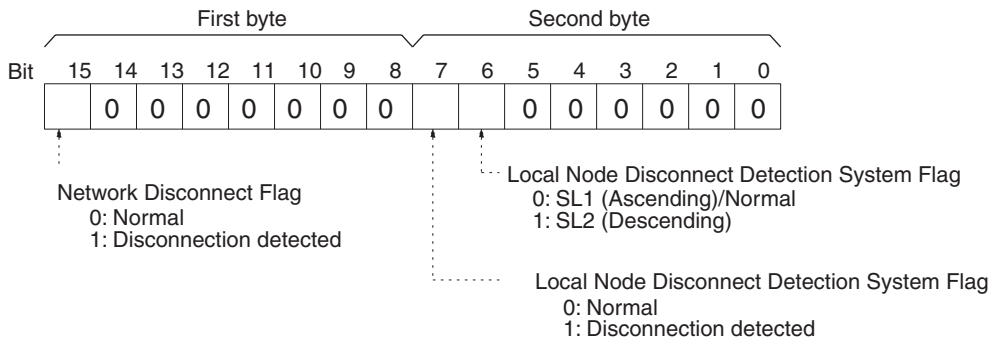 First byte Second byte
Bit 15 14 13 12 11 10 9 8 7 6 5 4 3 2 1 0
0 0 0 0 0 0 0 0 0 0 0 0 0
Local Node Disconnect Detection System Flag
0: SL1 (Ascending)/Normal
1: SL2 (Descending)
Network Disconnect Flag
0: Normal
1: Disconnection detected
Local Node Disconnect Detection System Flag
0: Normal
1: Disconnection detected